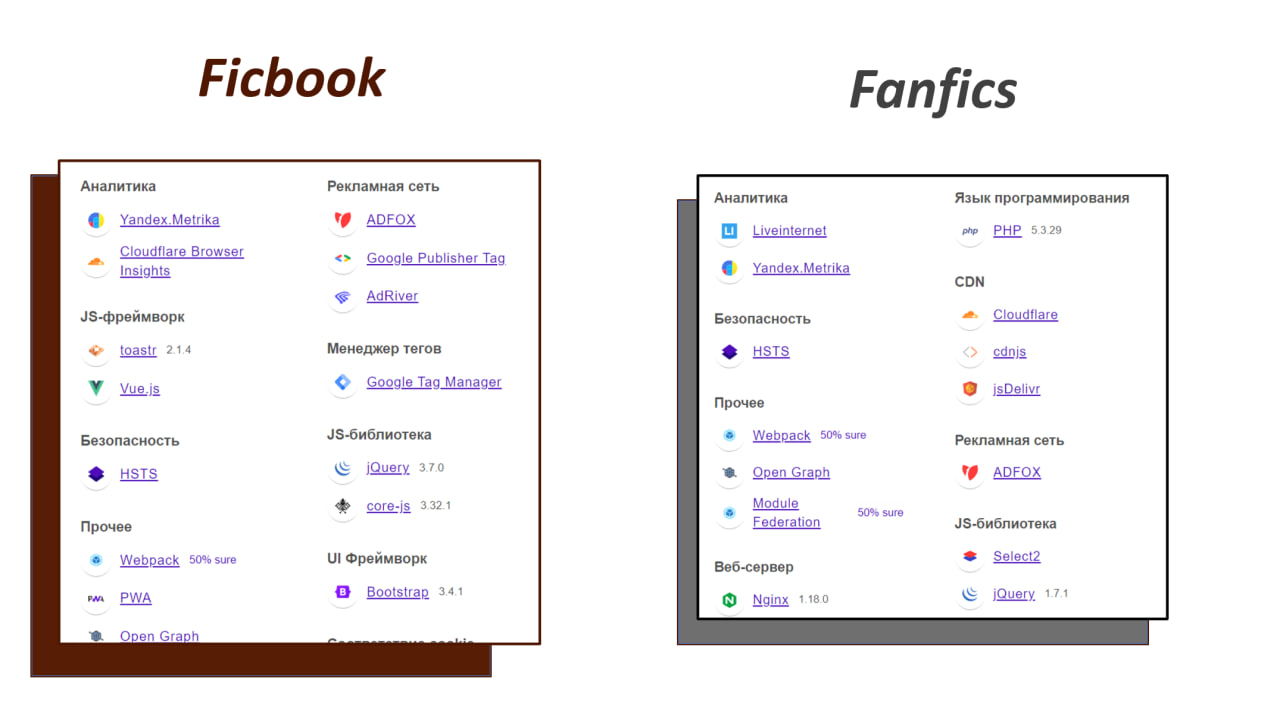 Ficbook
Аналитика
Yandex.Metrika
Cloudflare Browser
Insights
JS-фреймворк
toastr 2.1.4
Vue.js
Безопасность
HSTS
Прочее
Webpack 50% sure
PWA
Open Graph
Рекламная сеть
ADFOX
Google Publisher Tag
AdRiver
Менеджер тегов
Google Tag Manager
JS-библиотека
jQuery 3.7.0
core-js 3.32.1
UI Фреймворк
B Bootstrap 3.4.1
Соответствие cookie
Fanfics
Аналитика
LI Liveinternet
Yandex.Metrika
Безопасность
HSTS
Прочее
Webpack 50% sure
Open Graph
Module
Federation 50% sure
Веб-сервер
N Nginx 1.18.0
Язык программирования
php PHP 5.3.29
CDN
Cloudflare
cdnjs
jsDelivr
Рекламная сеть
ADFOX
JS-библиотека
Select2
jQuery 1.7.1